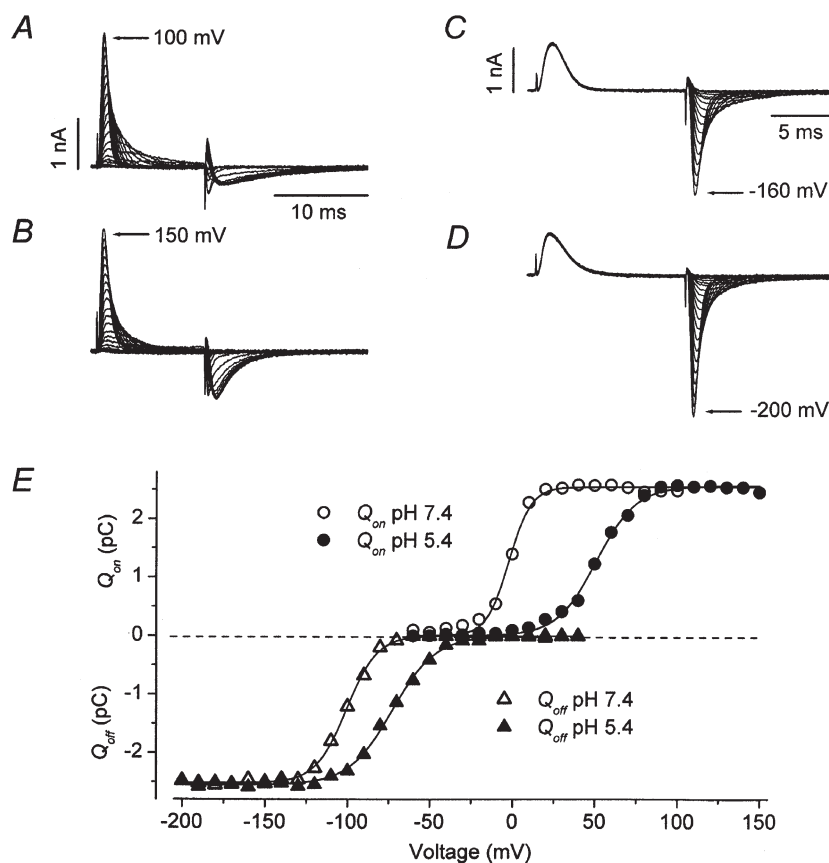 A
100 mV
1 nA
10 ms
B
150 mV
C
1 nA
5 ms
-160 mV
D
-200 mV
E
Qon (pC)
Qoff (pC)
2
1
0
-1
-2
Qon pH 7.4
Qon pH 5.4
Qoff pH 7.4
Qoff pH 5.4
-200 -150 -100 -50 0 50 100 150
Voltage (mV)